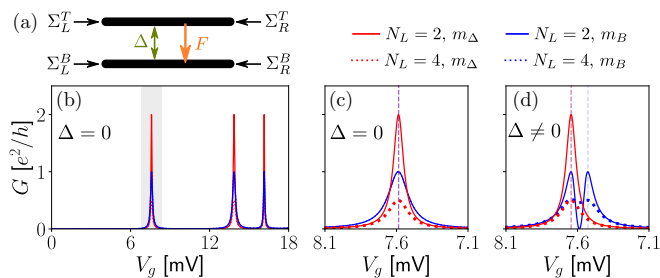 (a)
Σ_L^T
Σ_R^T
Δ
F
Σ_L^B
Σ_R^B
N_L = 2, m_Δ
N_L = 2, m_B
N_L = 4, m_Δ
N_L = 4, m_B
(b)
(c)
(d)
Δ = 0
Δ = 0
Δ ≠ 0
G [e²/h]
2
1
0
0 6 12 18
8.1 7.6 7.1
8.1 7.6 7.1
V_g [mV]
V_g [mV]
V_g [mV]